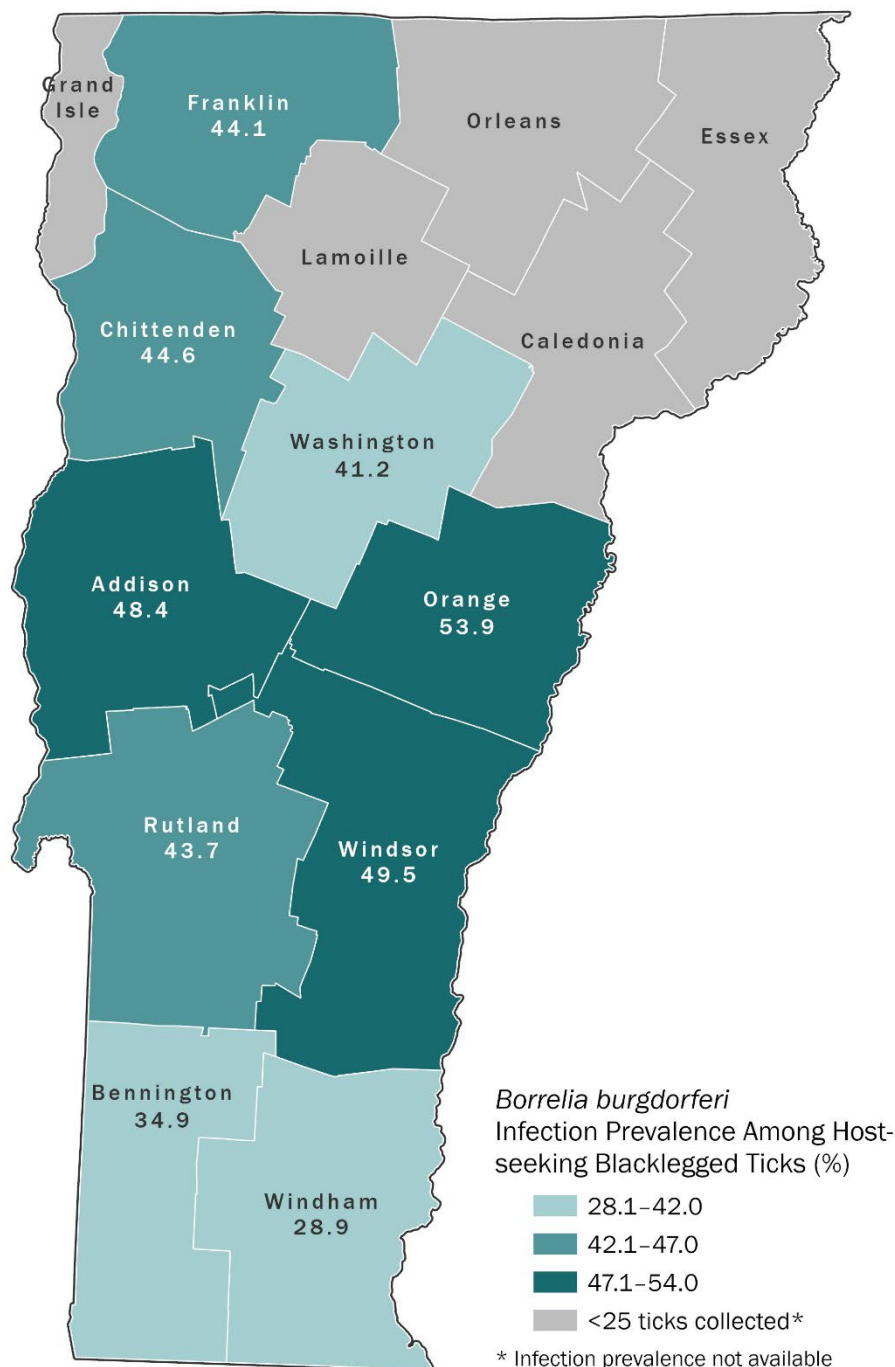 Grand
Isle
Franklin
44.1
Orleans
Essex
Lamoille
Chittenden
44.6
Caledonia
Washington
41.2
Addison
48.4
Orange
53.9
Rutland
43.7
Windsor
49.5
Bennington
34.9
Windham
28.9
Borrelia burgdorferi
Infection Prevalence Among Host-
seeking Blacklegged Ticks (%)
28.1–42.0
42.1–47.0
47.1–54.0
<25 ticks collected*
* Infection prevalence not available